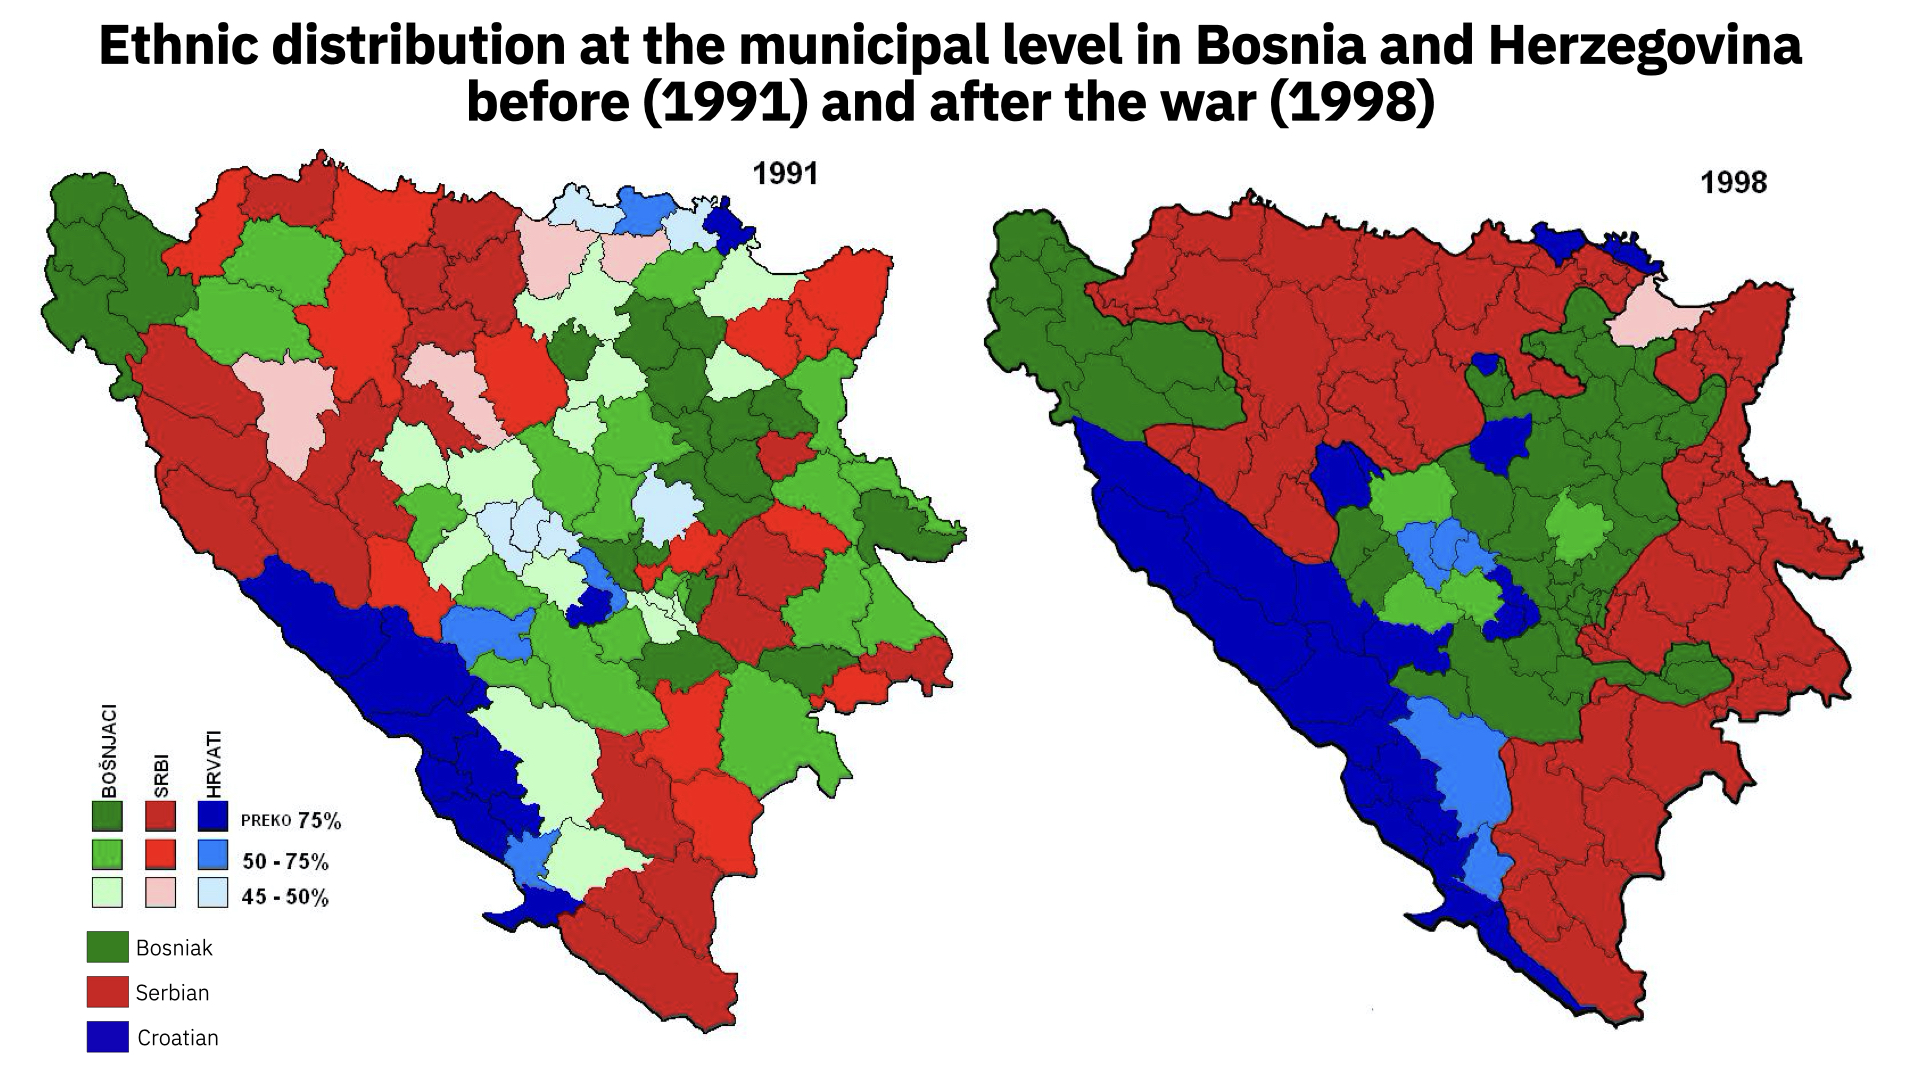 Ethnic distribution at the municipal level in Bosnia and Herzegovina
before (1991) and after the war (1998)
1991
1998
BOŠNJACI
SRBI
HRVATI
PREKO 75%
50 - 75%
45 - 50%
Bosniak
Serbian
Croatian